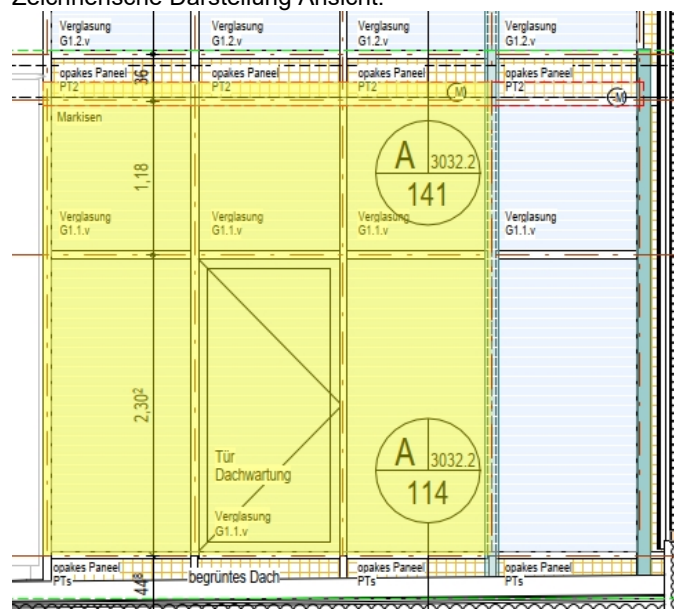 Zeichnerische Darstellung Ansicht:
Verglasung
G1.2.v
Verglasung
G1.2.v
Verglasung
G1.2.v
Verglasung
G1.2.v
opakes Paneel
PT2
36
opakes Paneel
PT2
opakes Paneel
PT2
opakes Paneel
PT2
M
M
Markisen
1,18
A
3032.2
141
Verglasung
G1.1.v
Verglasung
G1.1.v
Verglasung
G1.1.v
Verglasung
G1.1.v
2,30²
Tür
Dachwartung
A
3032.2
114
Verglasung
G1.1.v
opakes Paneel
PTs
44⁸
begrüntes Dach
opakes Paneel
PTs
opakes Paneel
PTs